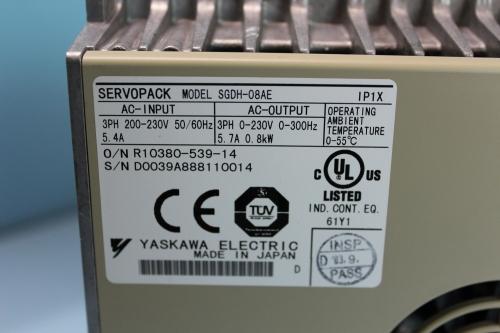 SERVOPACK MODEL SGDH-08AE IP1X
AC-INPUT AC-OUTPUT OPERATING AMBIENT TEMPERATURE 0-55℃
3PH 200-230V 50/60Hz 3PH 0-230V 0-300Hz
5.4A 5.7A 0.8kW
O/N R10380-539-14
S/N D0039A888110014
C UL US
LISTED
IND. CONT. EQ.
61Y1
CE
TÜV
YASKAWA ELECTRIC
MADE IN JAPAN
D
INSP.
D '03.9.
PASS